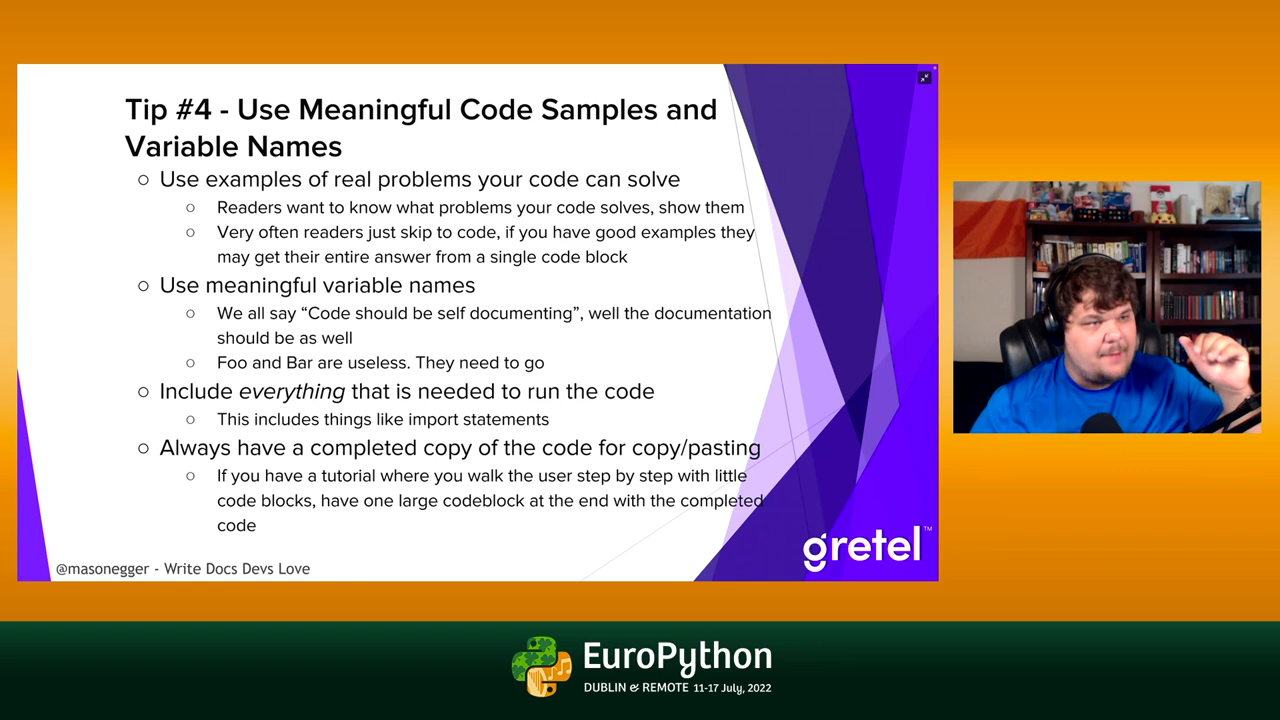 Tip #4 - Use Meaningful Code Samples and
Variable Names
○ Use examples of real problems your code can solve
○ Readers want to know what problems your code solves, show them
○ Very often readers just skip to code, if you have good examples they
may get their entire answer from a single code block
○ Use meaningful variable names
○ We all say “Code should be self documenting”, well the documentation
should be as well
○ Foo and Bar are useless. They need to go
○ Include everything that is needed to run the code
○ This includes things like import statements
○ Always have a completed copy of the code for copy/pasting
○ If you have a tutorial where you walk the user step by step with little
code blocks, have one large codeblock at the end with the completed
code
gretel™
@masonegger - Write Docs Devs Love
EuroPython
DUBLIN & REMOTE 11-17 July, 2022